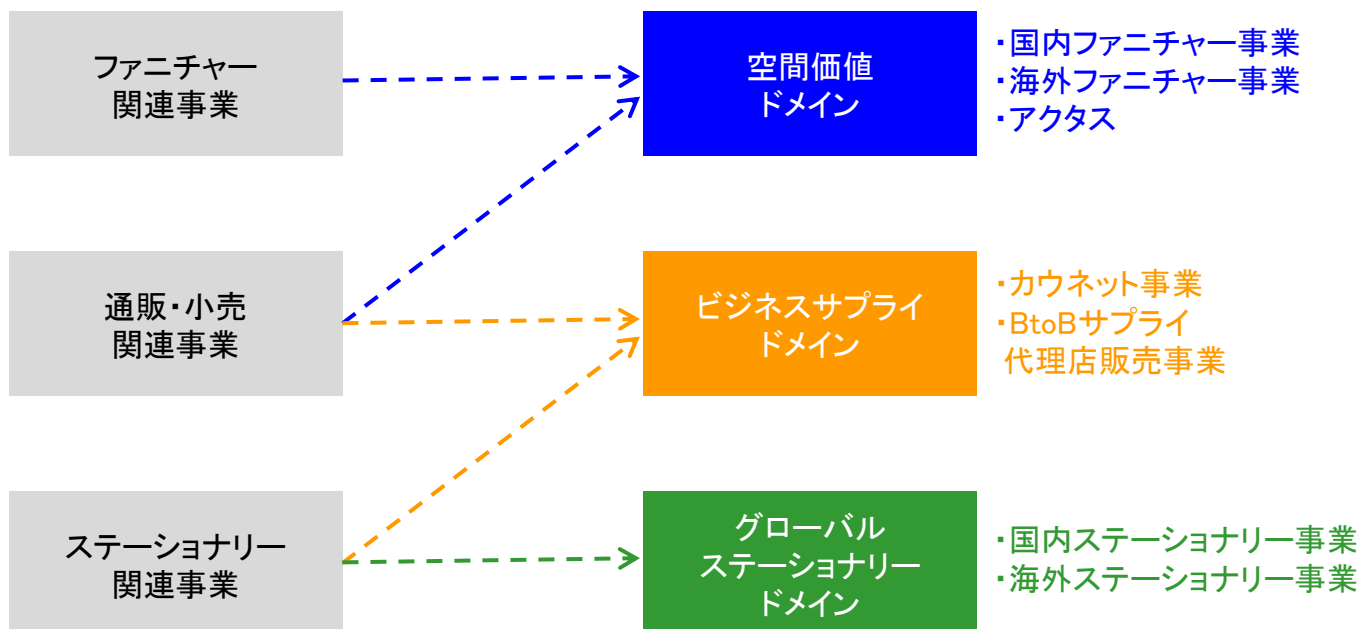 ファニチャー
関連事業
空間価値
ドメイン
・国内ファニチャー事業
・海外ファニチャー事業
・アクタス
通販・小売
関連事業
ビジネスサプライ
ドメイン
・カウネット事業
・BtoBサプライ
代理店販売事業
ステーショナリー
関連事業
グローバル
ステーショナリー
ドメイン
・国内ステーショナリー事業
・海外ステーショナリー事業